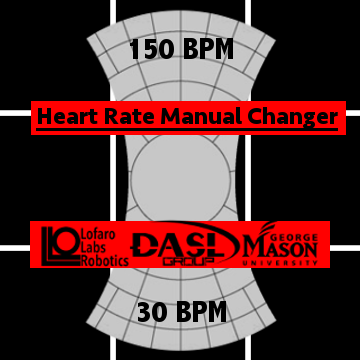 150 BPM
Heart Rate Manual Changer
Lofaro
Labs
Robotics
DASL
GROUP
GEORGE
MASON
UNIVERSITY
30 BPM